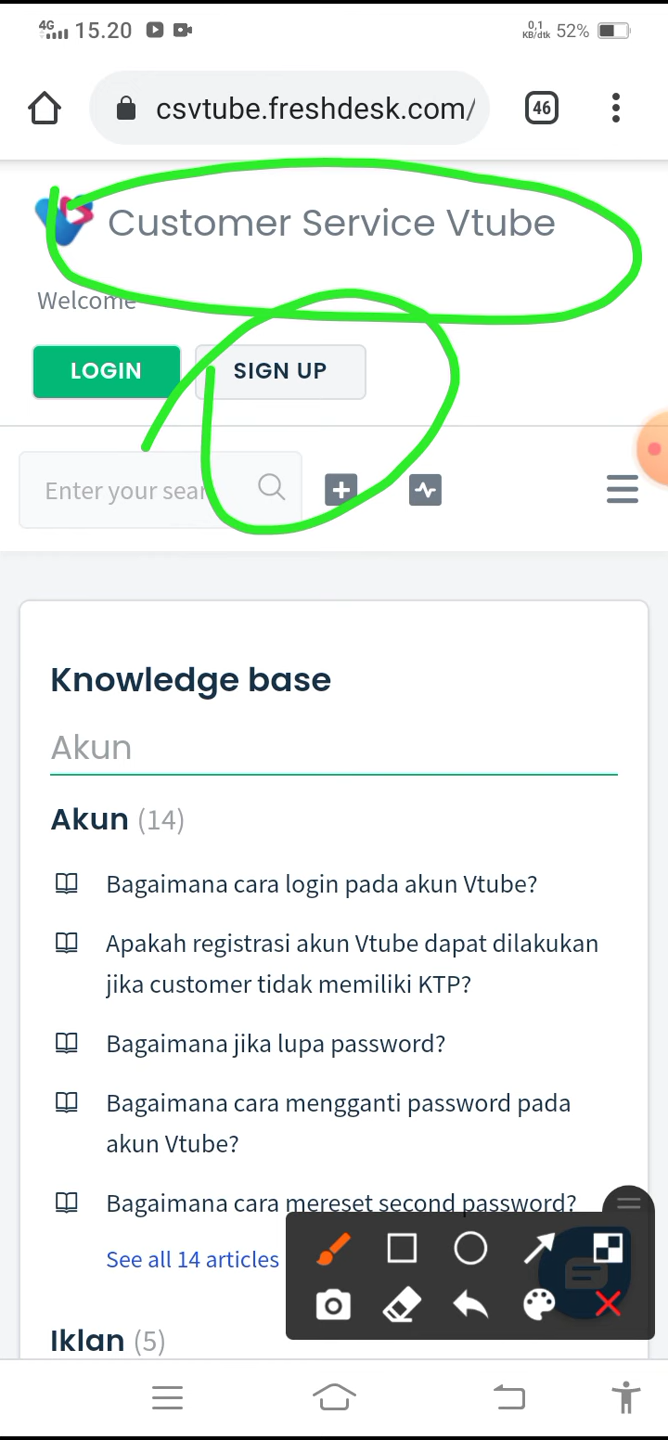 4G 15.20 0,1 KB/dtk 52%
csvtube.freshdesk.com/ 46
Customer Service Vtube
Welcome
LOGIN SIGN UP
Enter your sear
Knowledge base
Akun
Akun (14)
Bagaimana cara login pada akun Vtube?
Apakah registrasi akun Vtube dapat dilakukan
jika customer tidak memiliki KTP?
Bagaimana jika lupa password?
Bagaimana cara mengganti password pada
akun Vtube?
Bagaimana cara mereset second password?
See all 14 articles
Iklan (5)